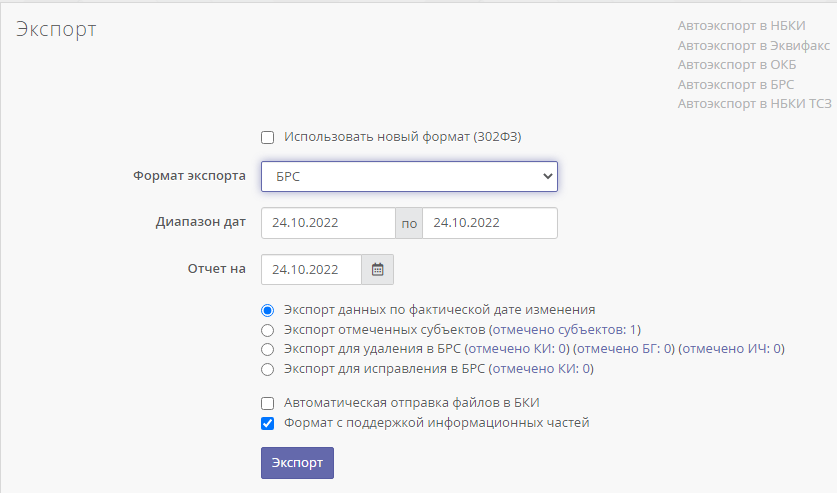 Экспорт
Автоэкспорт в НБКИ
Автоэкспорт в Эквифакс
Автоэкспорт в ОКБ
Автоэкспорт в БРС
Автоэкспорт в НБКИ ТСЗ
Использовать новый формат (302ФЗ)
Формат экспорта БРС
Диапазон дат 24.10.2022 по 24.10.2022
Отчет на 24.10.2022
Экспорт данных по фактической дате изменения
Экспорт отмеченных субъектов (отмечено субъектов: 1)
Экспорт для удаления в БРС (отмечено КИ: 0) (отмечено БГ: 0) (отмечено ИЧ: 0)
Экспорт для исправления в БРС (отмечено КИ: 0)
Автоматическая отправка файлов в БКИ
Формат с поддержкой информационных частей
Экспорт